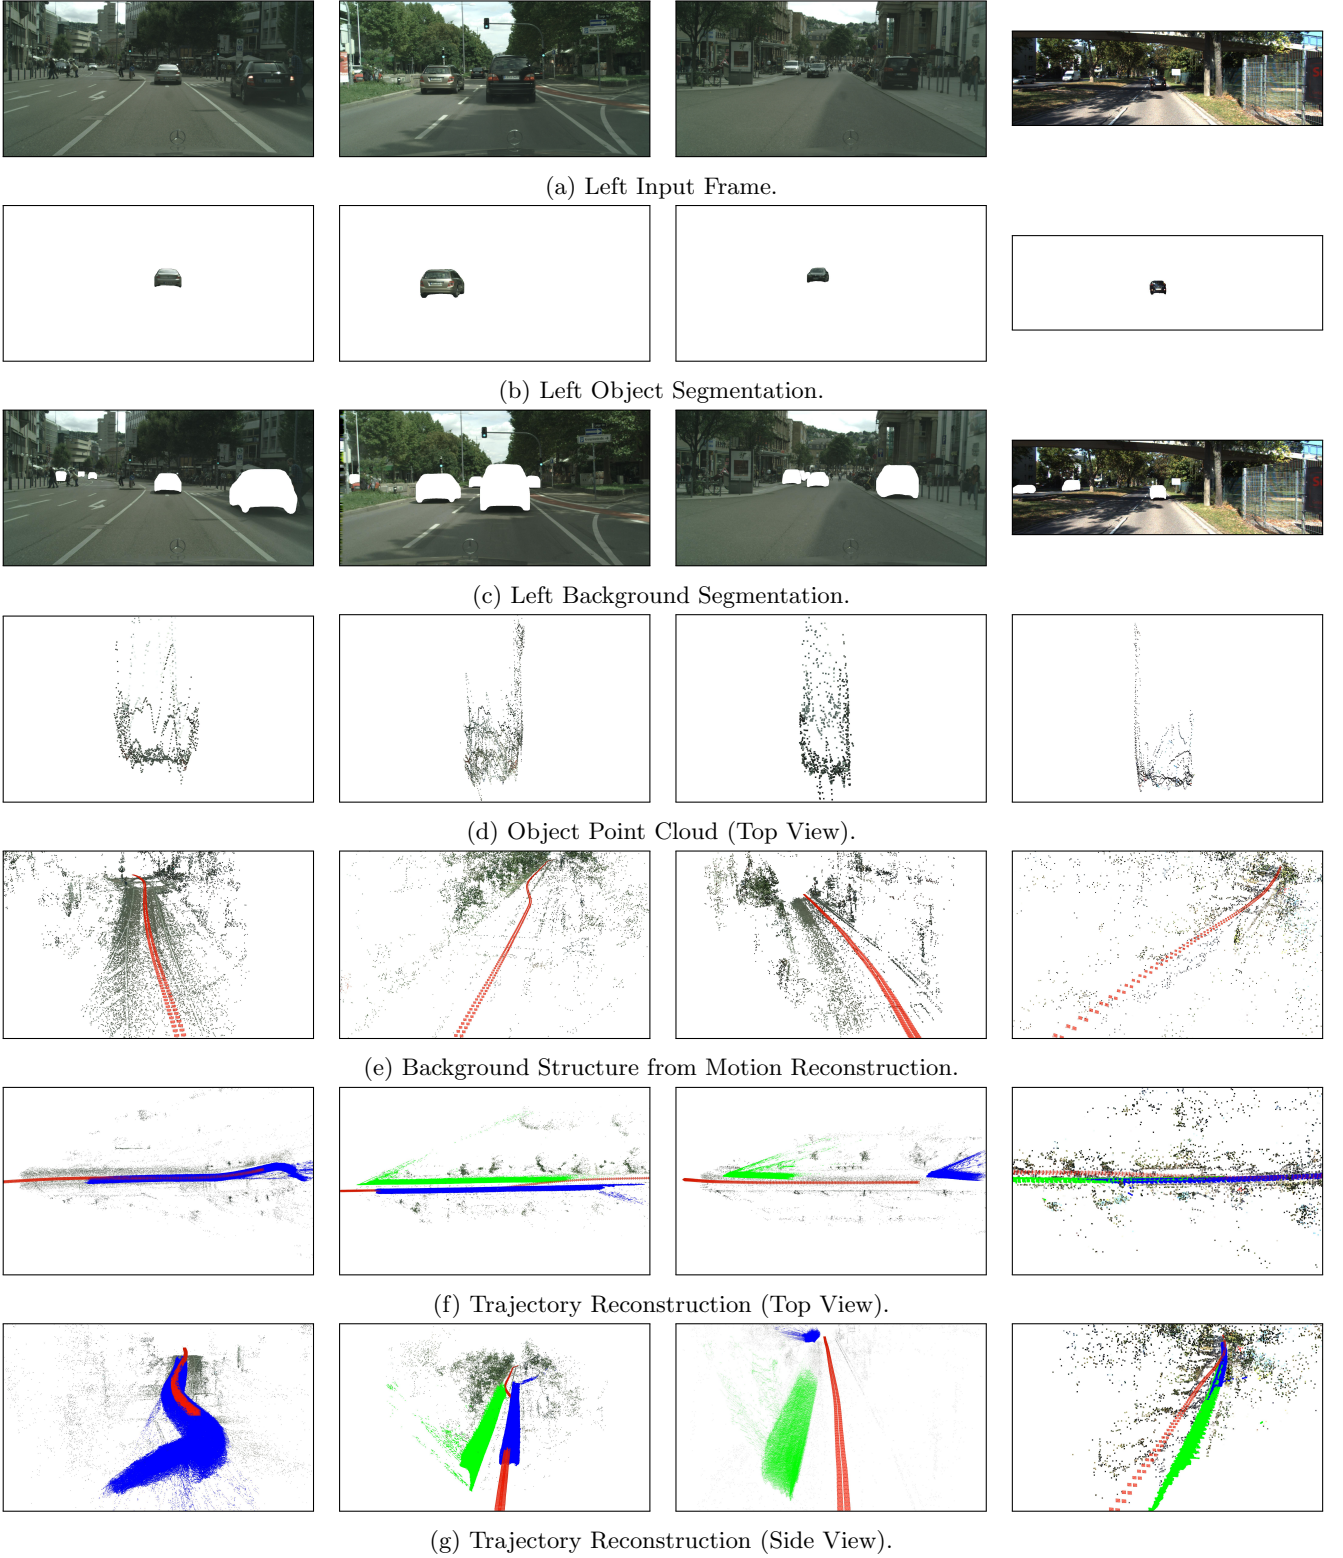 (a) Left Input Frame.
(b) Left Object Segmentation.
(c) Left Background Segmentation.
(d) Object Point Cloud (Top View).
(e) Background Structure from Motion Reconstruction.
(f) Trajectory Reconstruction (Top View).
(g) Trajectory Reconstruction (Side View).